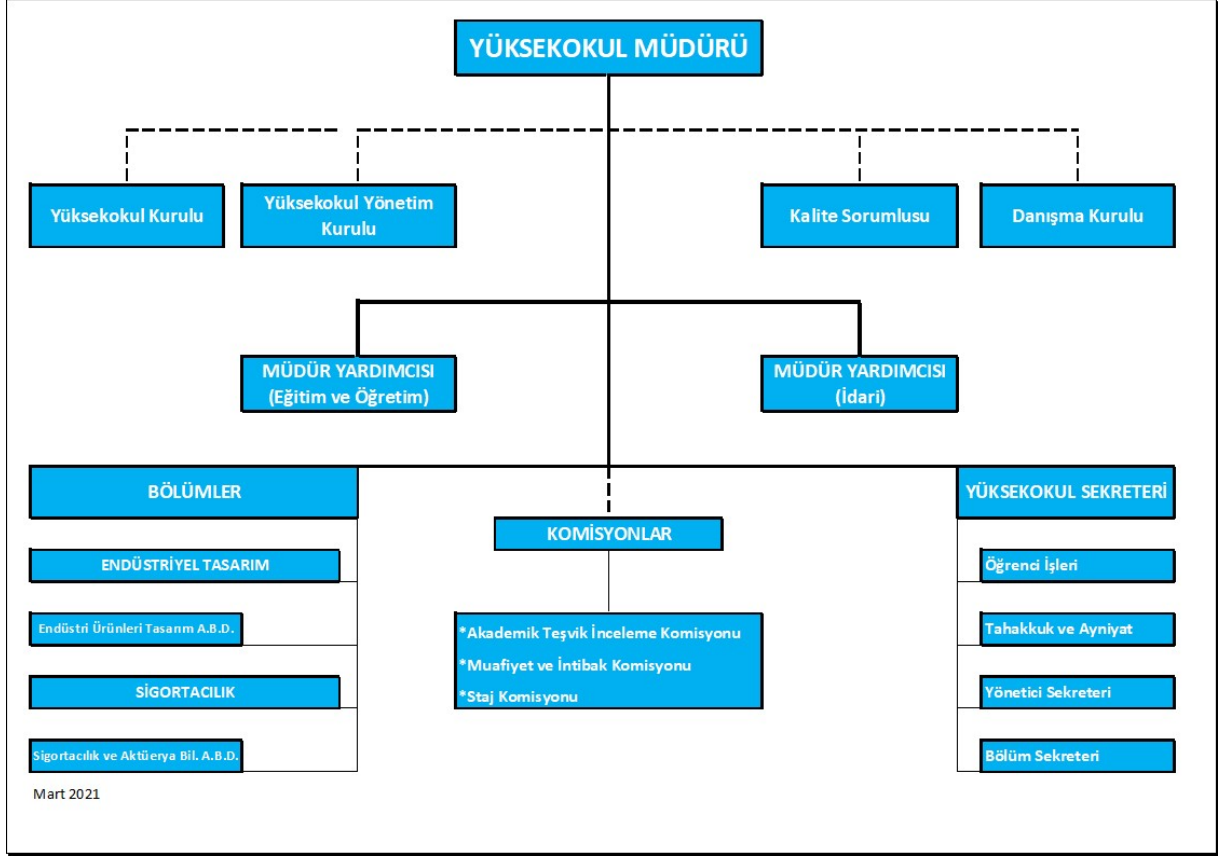 YÜKSEKOKUL MÜDÜRÜ
Yüksekokul Kurulu
Yüksekokul Yönetim
Kurulu
Kalite Sorumlusu
Danışma Kurulu
MÜDÜR YARDIMCISI
(Eğitim ve Öğretim)
MÜDÜR YARDIMCISI
(İdari)
BÖLÜMLER
ENDÜSTRİYEL TASARIM
Endüstri Ürünleri Tasarım A.B.D.
SİGORTACILIK
Sigortacılık ve Aktüerya Bil. A.B.D.
KOMİSYONLAR
*Akademik Teşvik İnceleme Komisyonu
*Muafiyet ve İntibak Komisyonu
*Staj Komisyonu
YÜKSEKOKUL SEKRETERİ
Öğrenci İşleri
Tahakkuk ve Ayniyat
Yönetici Sekreteri
Bölüm Sekreteri
Mart 2021